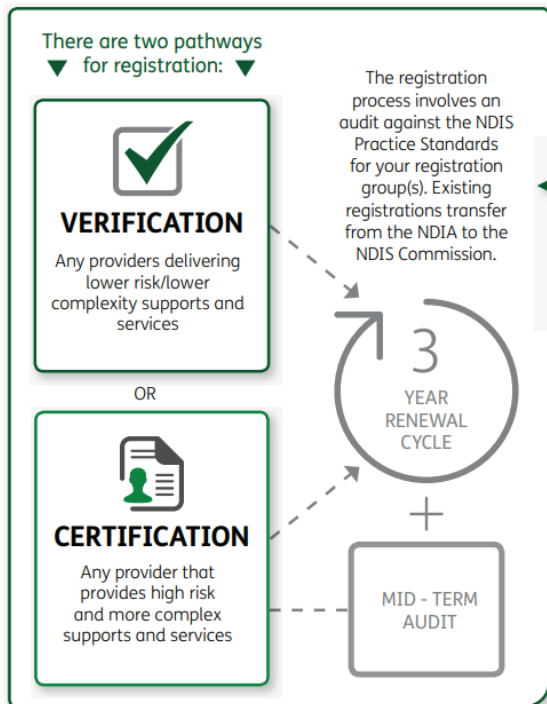 There are two pathways
for registration:
VERIFICATION
Any providers delivering
lower risk/lower
complexity supports and
services
OR
CERTIFICATION
Any provider that
provides high risk
and more complex
supports and services
The registration
process involves an
audit against the NDIS
Practice Standards
for your registration
group(s). Existing
registrations transfer
from the NDIA to the
NDIS Commission.
3
YEAR
RENEWAL
CYCLE
+
MID - TERM
AUDIT